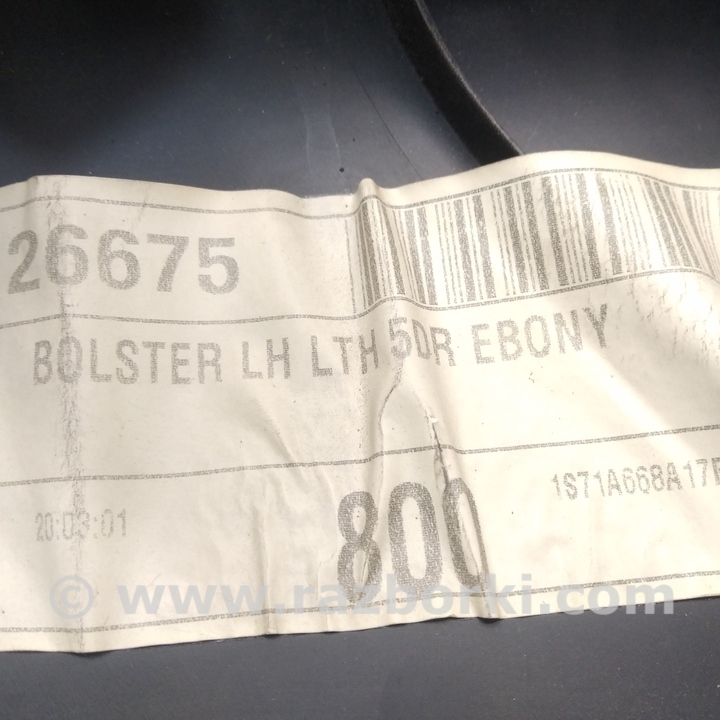 26675
BOLSTER LH LTH 5DR EBONY
20:03:01
800
1S71A668A17
© www.razborki.com